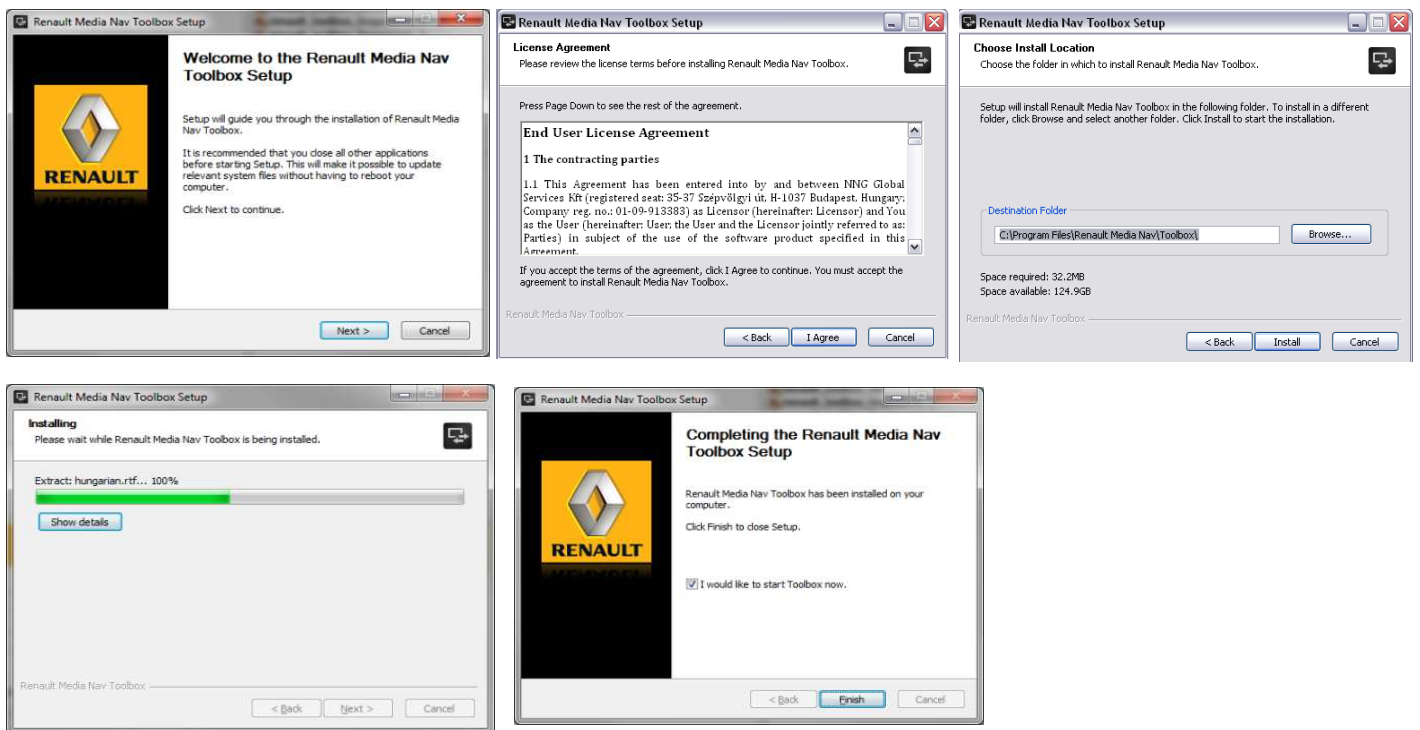 Renault Media Nav Toolbox Setup
Welcome to the Renault Media Nav
Toolbox Setup
Setup will guide you through the installation of Renault Media
Nav Toolbox.
It is recommended that you close all other applications
before starting Setup. This will make it possible to update
relevant system files without having to reboot your
computer.
Click Next to continue.
RENAULT
Next >
Cancel
Renault Media Nav Toolbox Setup
License Agreement
Please review the license terms before installing Renault Media Nav Toolbox.
Press Page Down to see the rest of the agreement.
End User License Agreement
1 The contracting parties
1.1 This Agreement has been entered into by and between NNG Global
Services Kft (registered seat: 35-37 Szépvölgyi út, H-1037 Budapest, Hungary;
Company reg. no.: 01-09-913383) as Licensor (hereinafter: Licensor) and You
as the User (hereinafter: User; the User and the Licensor jointly referred to as:
Parties) in subject of the use of the software product specified in this
Agreement.
If you accept the terms of the agreement, click I Agree to continue. You must accept the
agreement to install Renault Media Nav Toolbox.
Renault Media Nav Toolbox
< Back
I Agree
Cancel
Renault Media Nav Toolbox Setup
Choose Install Location
Choose the folder in which to install Renault Media Nav Toolbox.
Setup will install Renault Media Nav Toolbox in the following folder. To install in a different
folder, click Browse and select another folder. Click Install to start the installation.
Destination Folder
C:\Program Files\Renault Media Nav\Toolbox\
Browse...
Space required: 32.2MB
Space available: 124.9GB
Renault Media Nav Toolbox
< Back
Install
Cancel
Renault Media Nav Toolbox Setup
Installing
Please wait while Renault Media Nav Toolbox is being installed.
Extract: hungarian.rtf... 100%
Show details
Renault Media Nav Toolbox
< Back
Next >
Cancel
Renault Media Nav Toolbox Setup
Completing the Renault Media Nav
Toolbox Setup
Renault Media Nav Toolbox has been installed on your
computer.
Click Finish to close Setup.
RENAULT
I would like to start Toolbox now.
< Back
Finish
Cancel